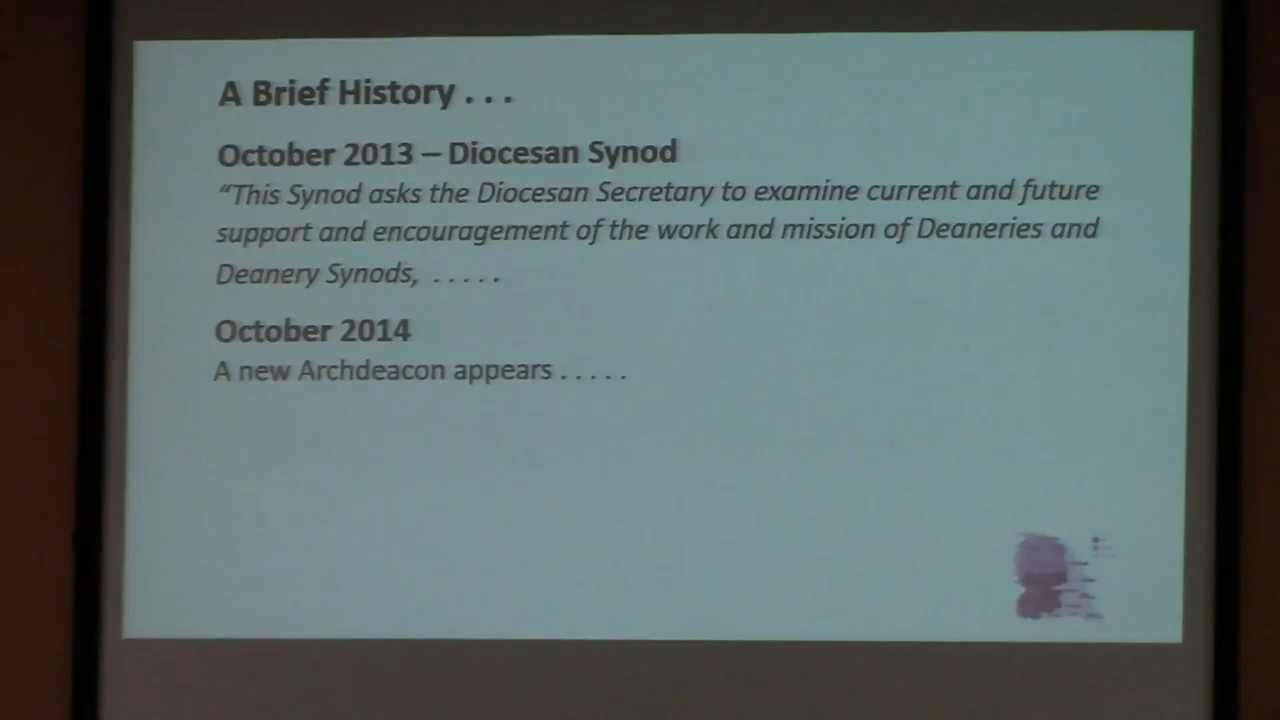 A Brief History . . .
October 2013 – Diocesan Synod
“This Synod asks the Diocesan Secretary to examine current and future
support and encouragement of the work and mission of Deaneries and
Deanery Synods, . . . . .
October 2014
A new Archdeacon appears . . . . .